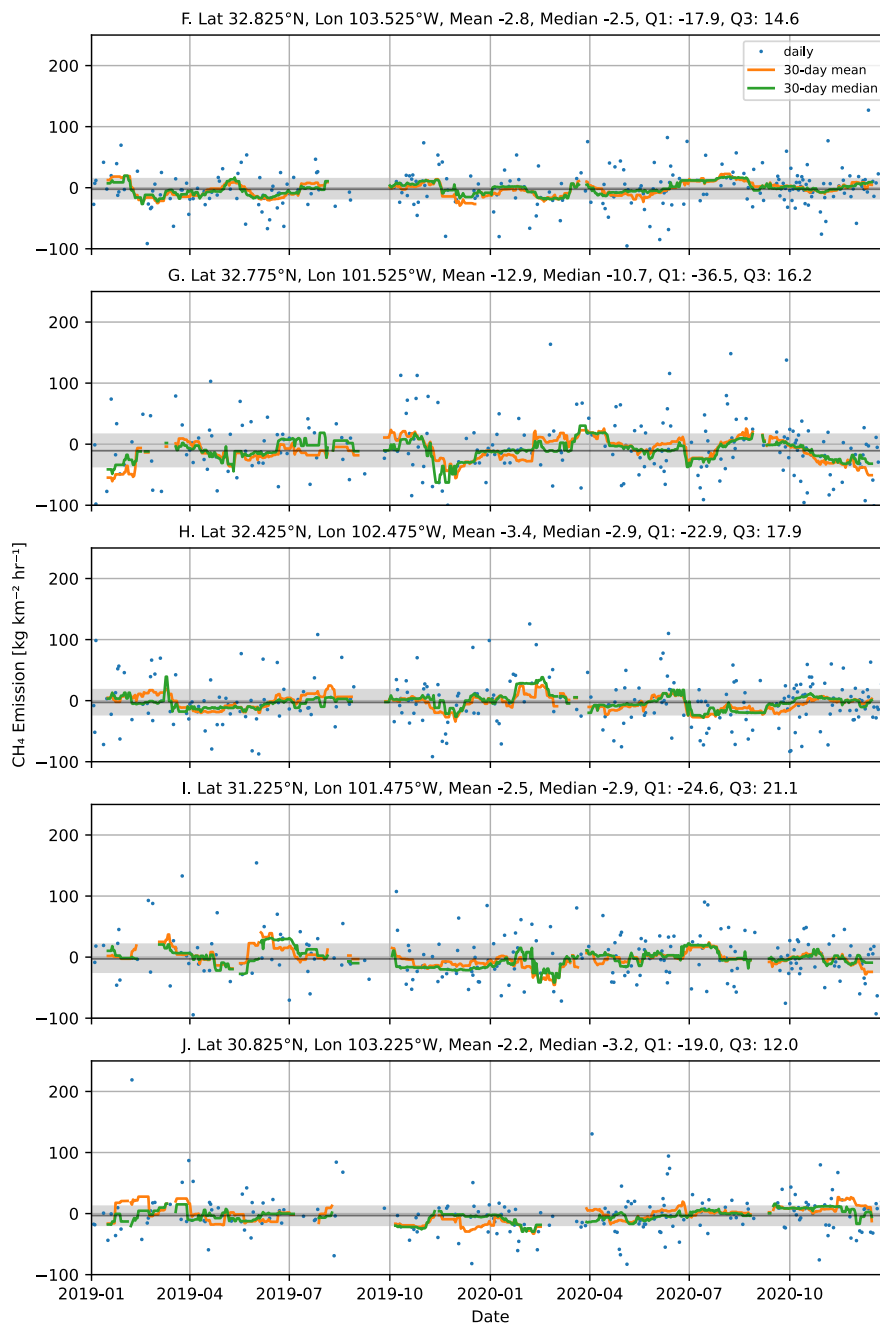 F. Lat 32.825°N, Lon 103.525°W, Mean -2.8, Median -2.5, Q1: -17.9, Q3: 14.6
daily
30-day mean
30-day median
200
100
0
−100
G. Lat 32.775°N, Lon 101.525°W, Mean -12.9, Median -10.7, Q1: -36.5, Q3: 16.2
200
100
0
−100
H. Lat 32.425°N, Lon 102.475°W, Mean -3.4, Median -2.9, Q1: -22.9, Q3: 17.9
CH₄ Emission [kg km⁻² hr⁻¹]
200
100
0
−100
I. Lat 31.225°N, Lon 101.475°W, Mean -2.5, Median -2.9, Q1: -24.6, Q3: 21.1
200
100
0
−100
J. Lat 30.825°N, Lon 103.225°W, Mean -2.2, Median -3.2, Q1: -19.0, Q3: 12.0
200
100
0
−100
2019-01 2019-04 2019-07 2019-10 2020-01 2020-04 2020-07 2020-10
Date